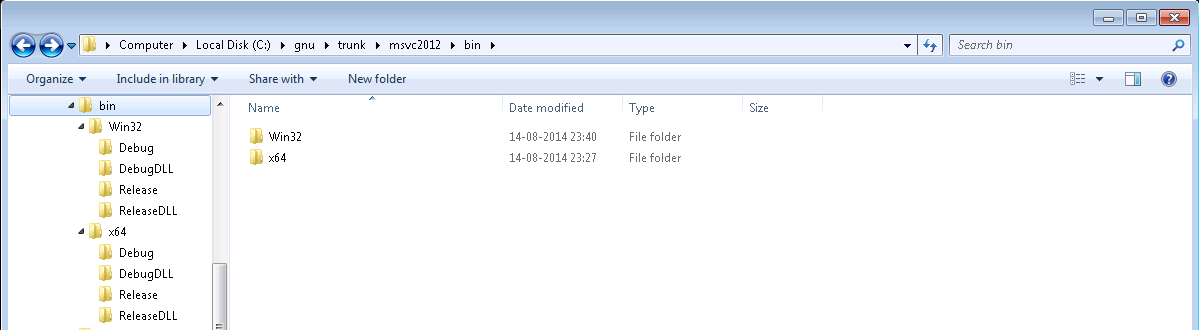 Computer Local Disk (C:) gnu trunk msvc2012 bin Search bin
Organize Include in library Share with New folder
bin
Win32
Debug
DebugDLL
Release
ReleaseDLL
x64
Debug
DebugDLL
Release
ReleaseDLL
Name Date modified Type Size
Win32 14-08-2014 23:40 File folder
x64 14-08-2014 23:27 File folder